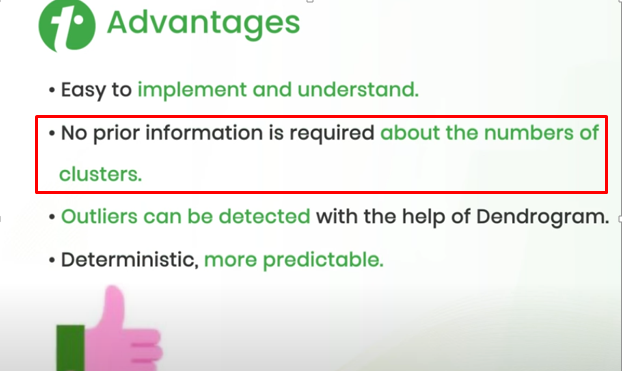 Advantages
• Easy to implement and understand.
• No prior information is required about the numbers of
clusters.
• Outliers can be detected with the help of Dendrogram.
• Deterministic, more predictable.